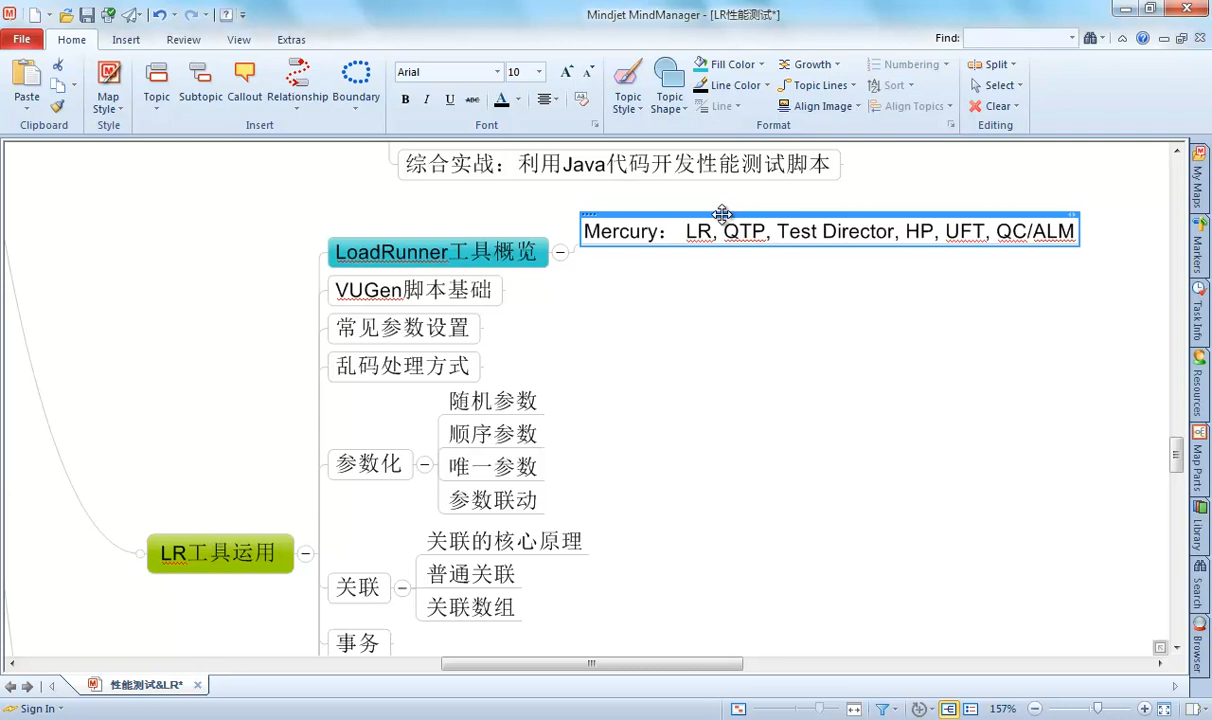 Mindjet MindManager - [LR性能测试*]
File Home Insert Review View Extras
Find:
Paste
Clipboard
Map Style
Style
Topic Subtopic Callout Relationship Boundary
Insert
Arial 10
B I U abc A
Font
Topic Style
Topic Shape
Fill Color
Line Color
Line
Growth
Topic Lines
Align Image
Numbering
Sort
Align Topics
Format
Split
Select
Clear
Editing
综合实战：利用Java代码开发性能测试脚本
Mercury： LR, QTP, Test Director, HP, UFT, QC/ALM
LoadRunner工具概览
VUGen脚本基础
常见参数设置
乱码处理方式
随机参数
顺序参数
参数化
唯一参数
参数联动
关联的核心原理
LR工具运用
普通关联
关联
关联数组
事务
My Maps
Markers
Task Info
Resources
Map Parts
Library
Search
Browser
性能测试&LR*
Sign In
157%